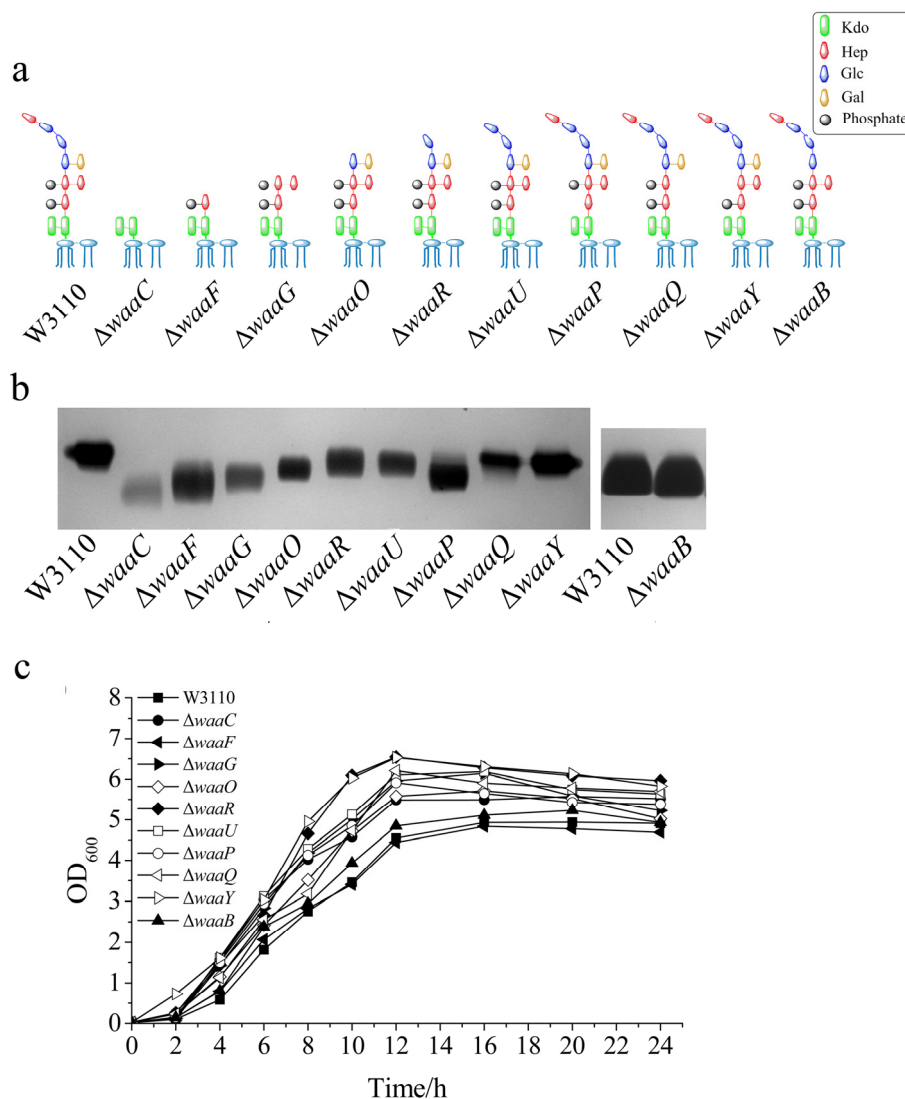 Kdo
Hep
Glc
Gal
Phosphate
a
W3110
ΔwaaC
ΔwaaF
ΔwaaG
ΔwaaO
ΔwaaR
ΔwaaU
ΔwaaP
ΔwaaQ
ΔwaaY
ΔwaaB
b
W3110
ΔwaaC
ΔwaaF
ΔwaaG
ΔwaaO
ΔwaaR
ΔwaaU
ΔwaaP
ΔwaaQ
ΔwaaY
W3110
ΔwaaB
c
8
7
6
5
4
3
2
1
0
OD600
W3110
ΔwaaC
ΔwaaF
ΔwaaG
ΔwaaO
ΔwaaR
ΔwaaU
ΔwaaP
ΔwaaQ
ΔwaaY
ΔwaaB
0 2 4 6 8 10 12 14 16 20 22 24
Time/h